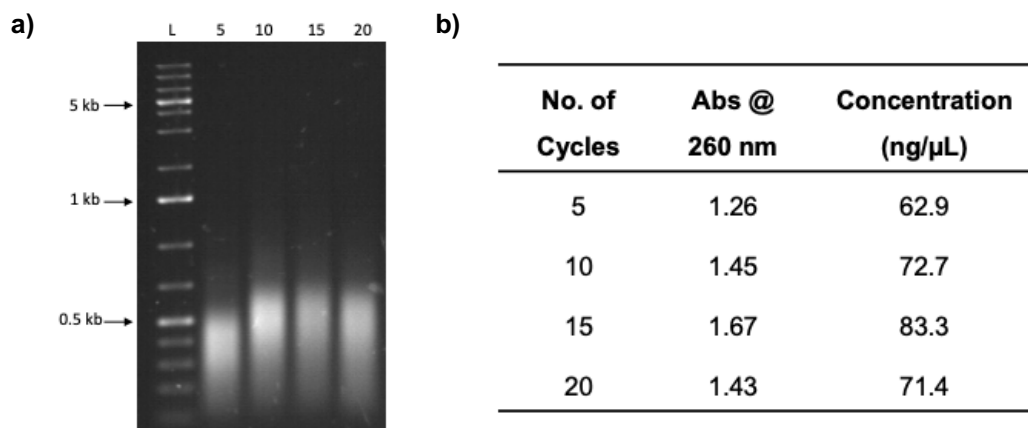 a)
L 5 10 15 20
5 kb
1 kb
0.5 kb
b)
No. of Abs @ Concentration
Cycles 260 nm (ng/µL)
5 1.26 62.9
10 1.45 72.7
15 1.67 83.3
20 1.43 71.4